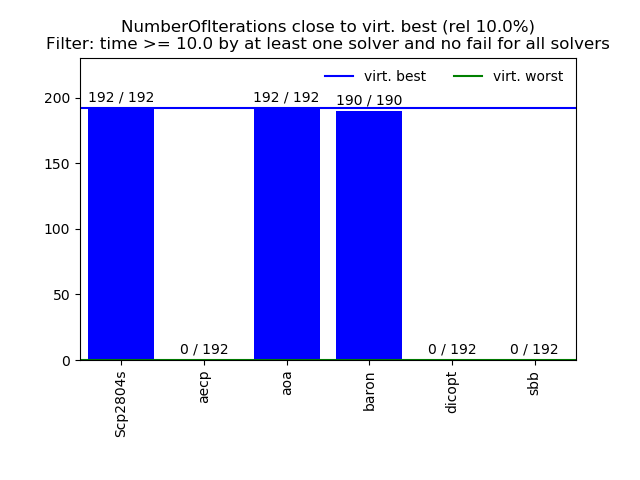 NumberOfIterations close to virt. best (rel 10.0%)
Filter: time >= 10.0 by at least one solver and no fail for all solvers
virt. best
virt. worst
200
150
100
50
0
192 / 192
0 / 192
192 / 192
190 / 190
0 / 192
0 / 192
Scp2804s
aecp
aoa
baron
dicopt
sbb